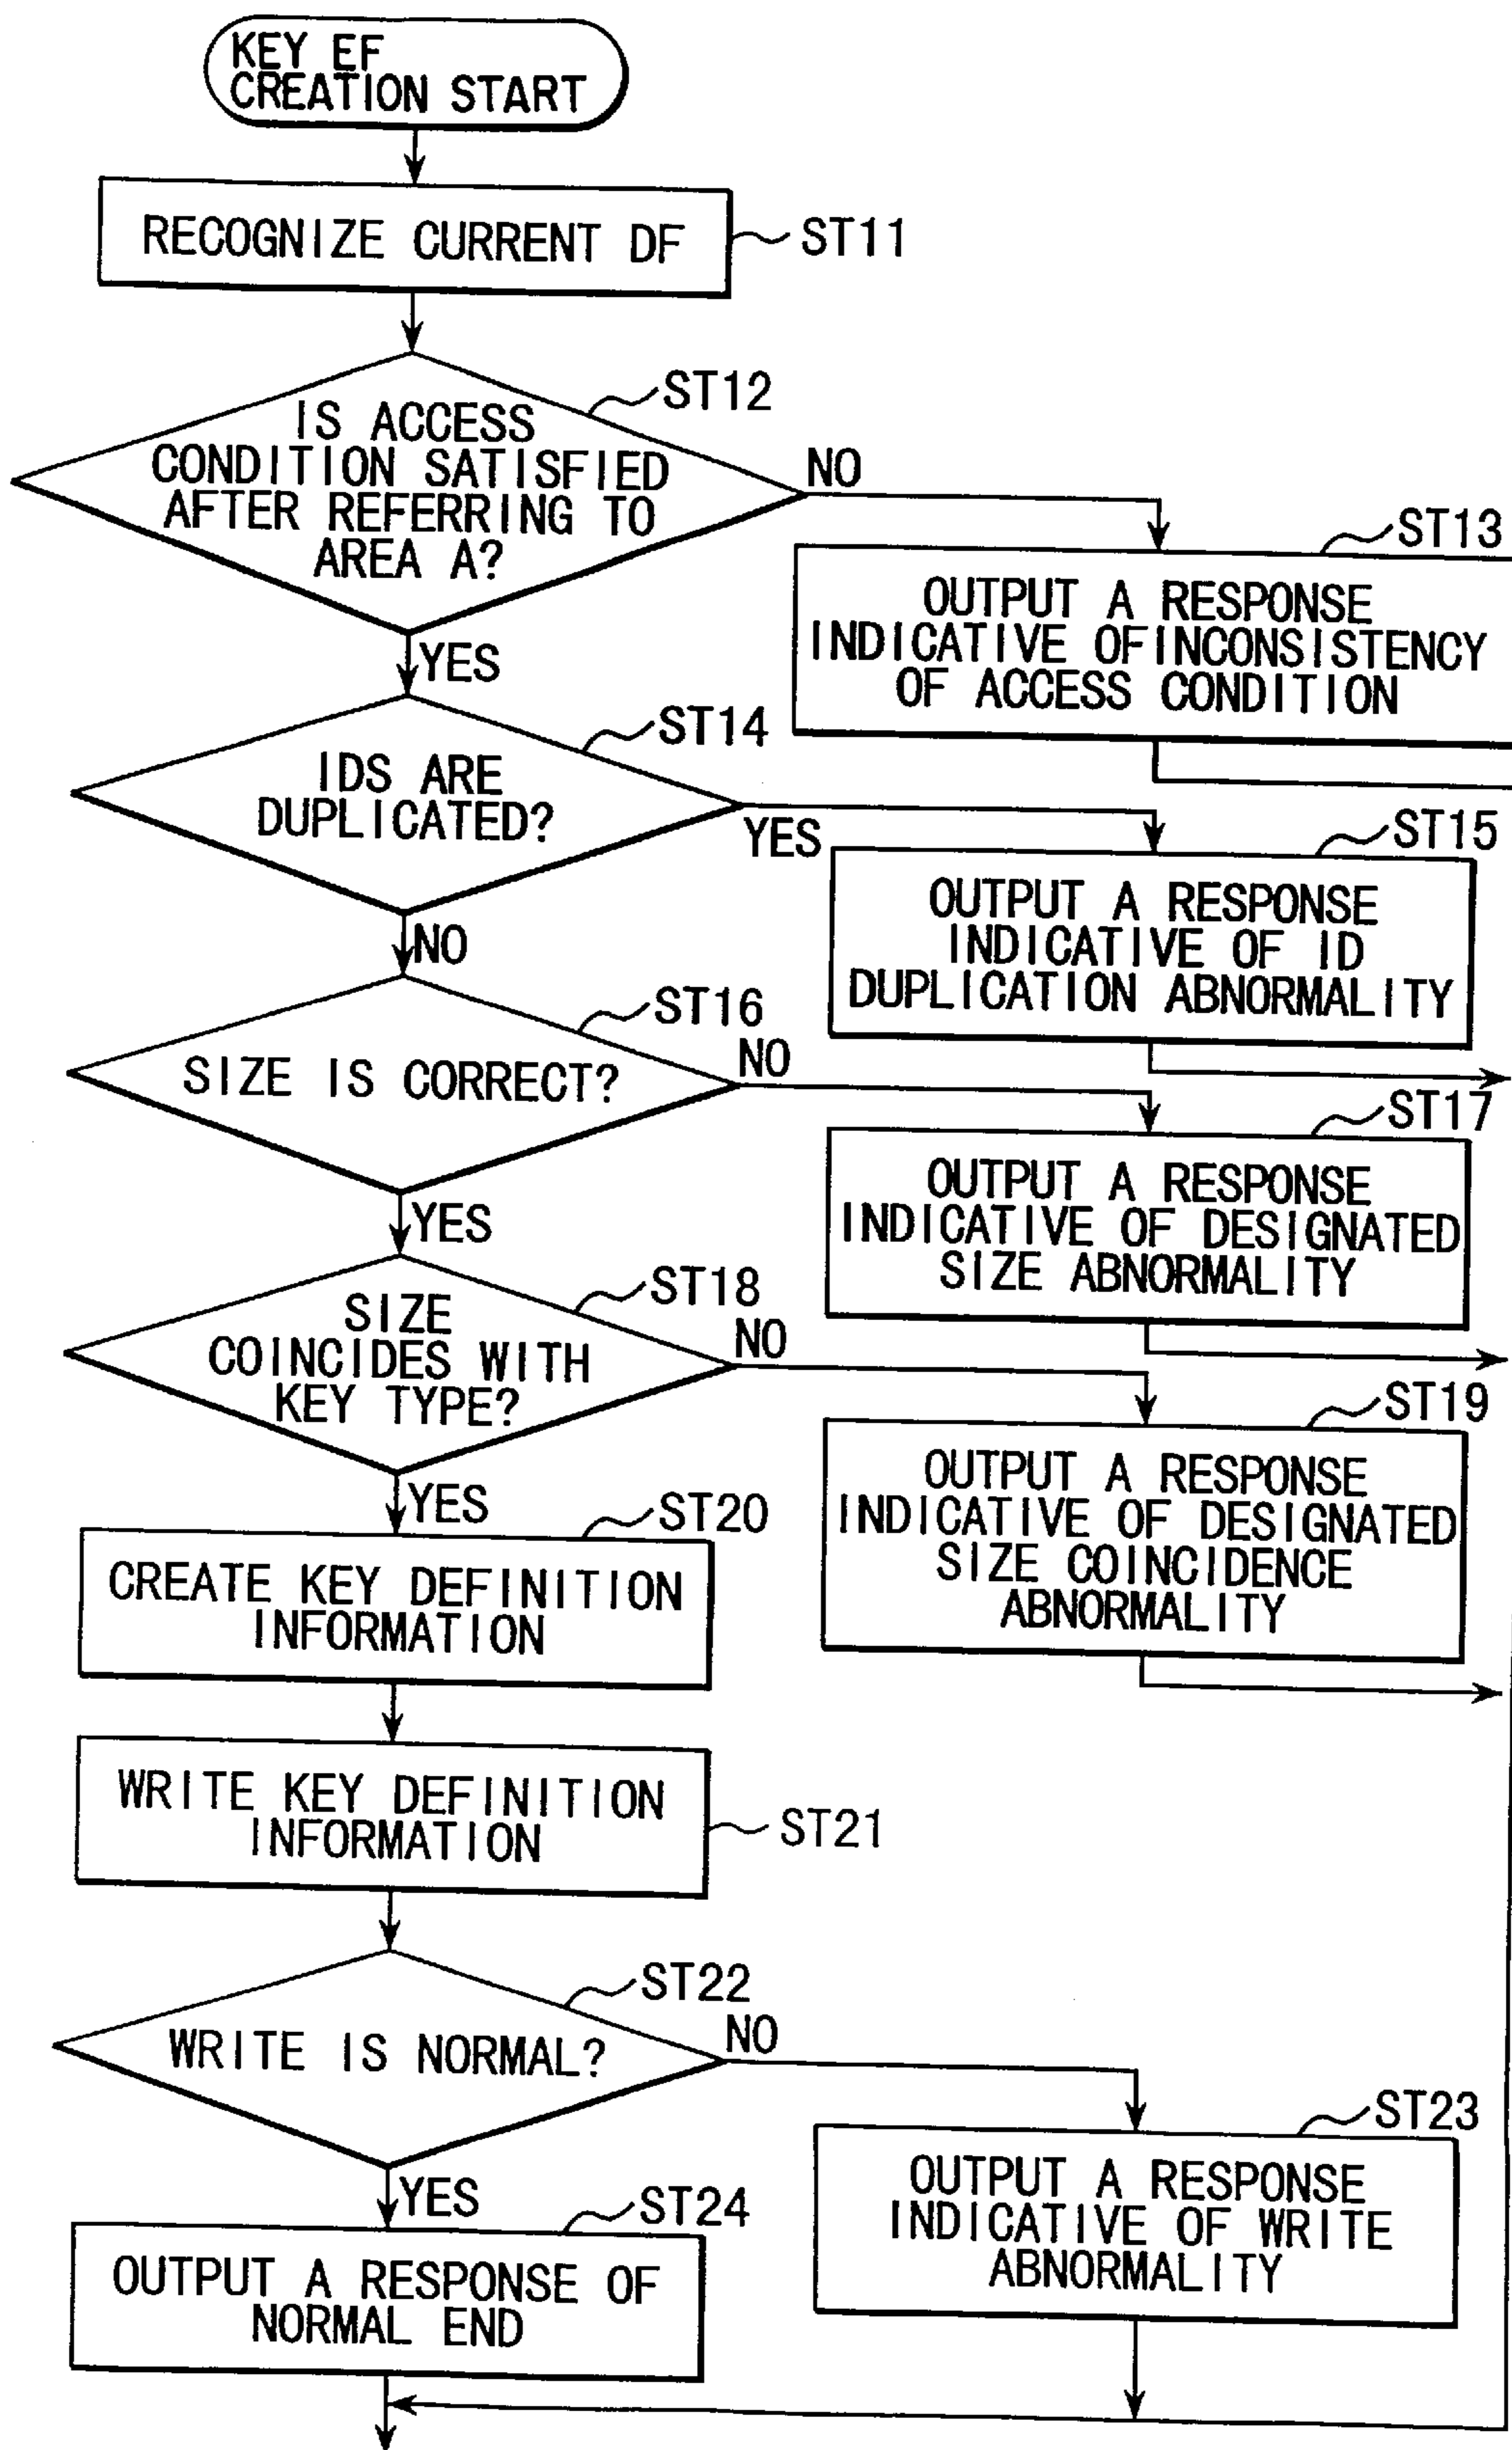 KEY EF
CREATION START
RECOGNIZE CURRENT DF
ST11
ST12
IS ACCESS
CONDITION SATISFIED
AFTER REFERRING TO
AREA A?
NO
YES
ST13
OUTPUT A RESPONSE
INDICATIVE OFINCONSISTENCY
OF ACCESS CONDITION
ST14
IDS ARE
DUPLICATED?
YES
NO
ST15
OUTPUT A RESPONSE
INDICATIVE OF ID
DUPLICATION ABNORMALITY
ST16
SIZE IS CORRECT?
NO
YES
ST17
OUTPUT A RESPONSE
INDICATIVE OF DESIGNATED
SIZE ABNORMALITY
ST18
SIZE
COINCIDES WITH
KEY TYPE?
NO
YES
ST19
OUTPUT A RESPONSE
INDICATIVE OF DESIGNATED
SIZE COINCIDENCE
ABNORMALITY
ST20
CREATE KEY DEFINITION
INFORMATION
WRITE KEY DEFINITION
INFORMATION
ST21
ST22
WRITE IS NORMAL?
NO
YES
ST23
OUTPUT A RESPONSE
INDICATIVE OF WRITE
ABNORMALITY
ST24
OUTPUT A RESPONSE OF
NORMAL END